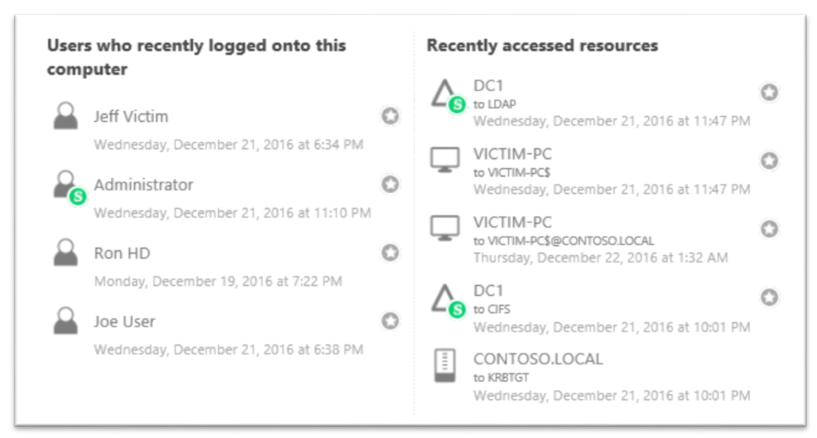 Users who recently logged onto this
computer
Jeff Victim
Wednesday, December 21, 2016 at 6:34 PM
S
Administrator
Wednesday, December 21, 2016 at 11:10 PM
Ron HD
Monday, December 19, 2016 at 7:22 PM
Joe User
Wednesday, December 21, 2016 at 6:38 PM
Recently accessed resources
DC1
S
to LDAP
Wednesday, December 21, 2016 at 11:47 PM
VICTIM-PC
to VICTIM-PC$
Wednesday, December 21, 2016 at 11:47 PM
VICTIM-PC
to VICTIM-PC$@CONTOSO.LOCAL
Thursday, December 22, 2016 at 1:32 AM
DC1
S
to CIFS
Wednesday, December 21, 2016 at 10:01 PM
CONTOSO.LOCAL
to KRBTGT
Wednesday, December 21, 2016 at 10:01 PM